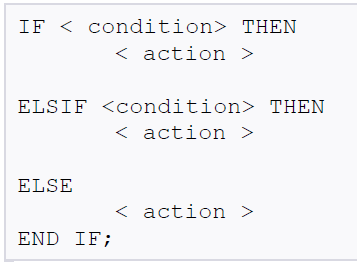 IF < condition> THEN
< action >
ELSIF <condition> THEN
< action >
ELSE
< action >
END IF;